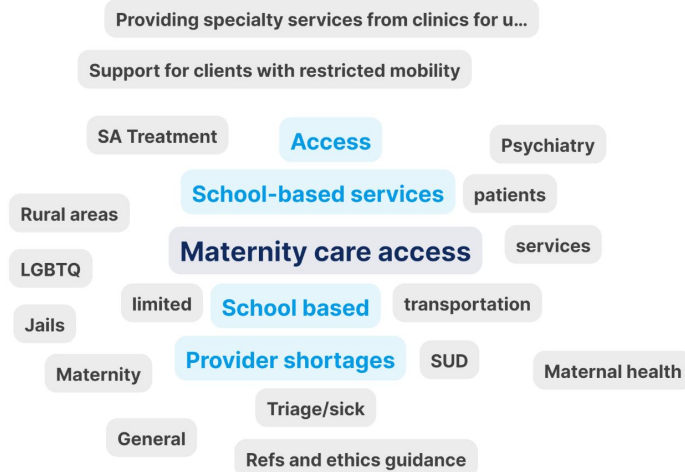 Providing specialty services from clinics for u...
Support for clients with restricted mobility
SA Treatment
Access
Psychiatry
School-based services
patients
Rural areas
Maternity care access
services
LGBTQ
limited
School based
transportation
Jails
Provider shortages
SUD
Maternity
Maternal health
Triage/sick
General
Refs and ethics guidance